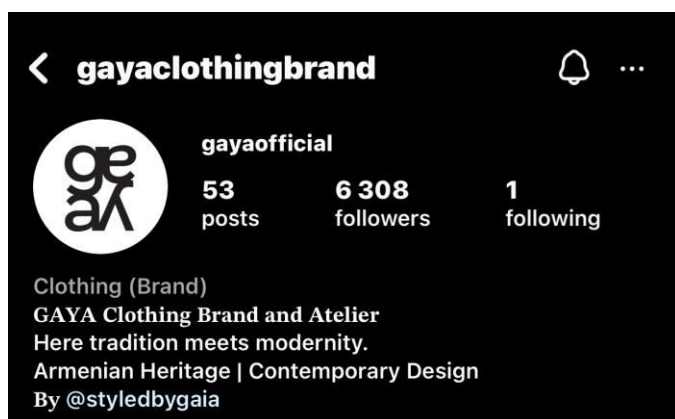 gayaclothingbrand
gayaofficial
53 6 308 1
posts followers following
Clothing (Brand)
GAYA Clothing Brand and Atelier
Here tradition meets modernity.
Armenian Heritage | Contemporary Design
By @styledbygaia